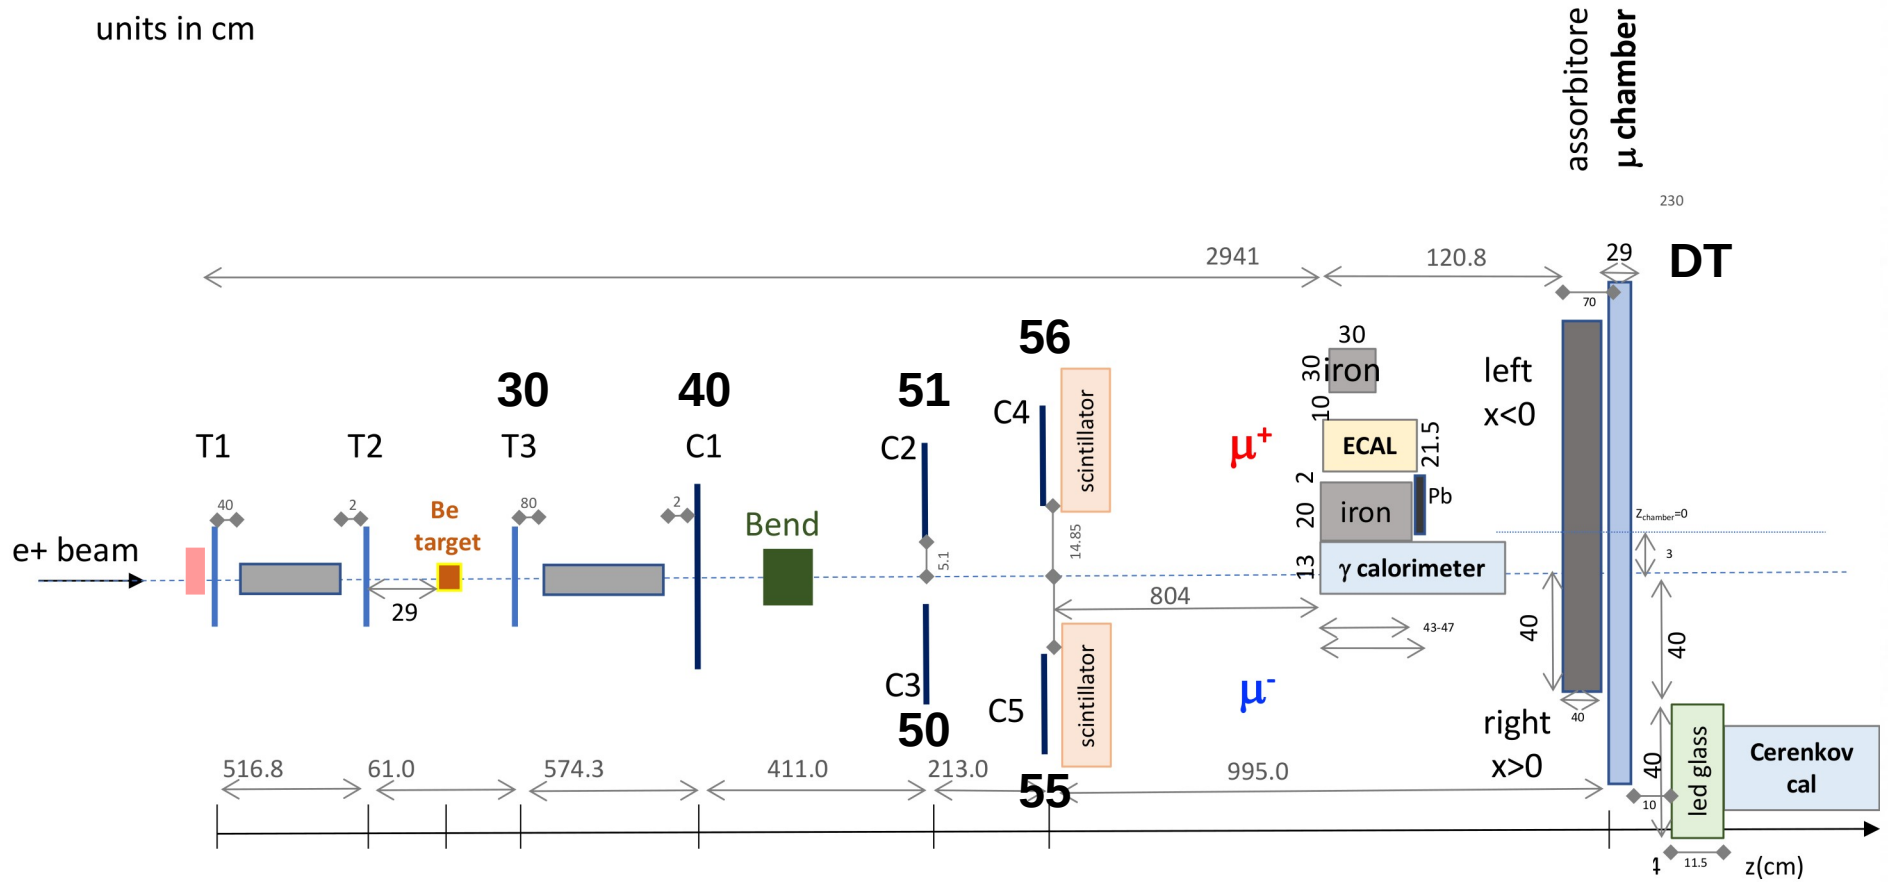 units in cm
assorbitore
μ chamber
230
2941
120.8
29
DT
70
56
30
30
iron
left
x<0
10
30
40
51
C4
scintillator
μ+
ECAL
21.5
T1
T2
T3
C1
C2
2
Pb
40
2
80
2
Be
target
Bend
5.1
14.85
20
iron
Zchamber=0
3
e+ beam
13
γ calorimeter
29
804
43-47
40
40
C3
50
C5
scintillator
μ-
40
right
x>0
516.8
61.0
574.3
411.0
213.0
55
995.0
40
10
led glass
Cerenkov
cal
11.5
z(cm)